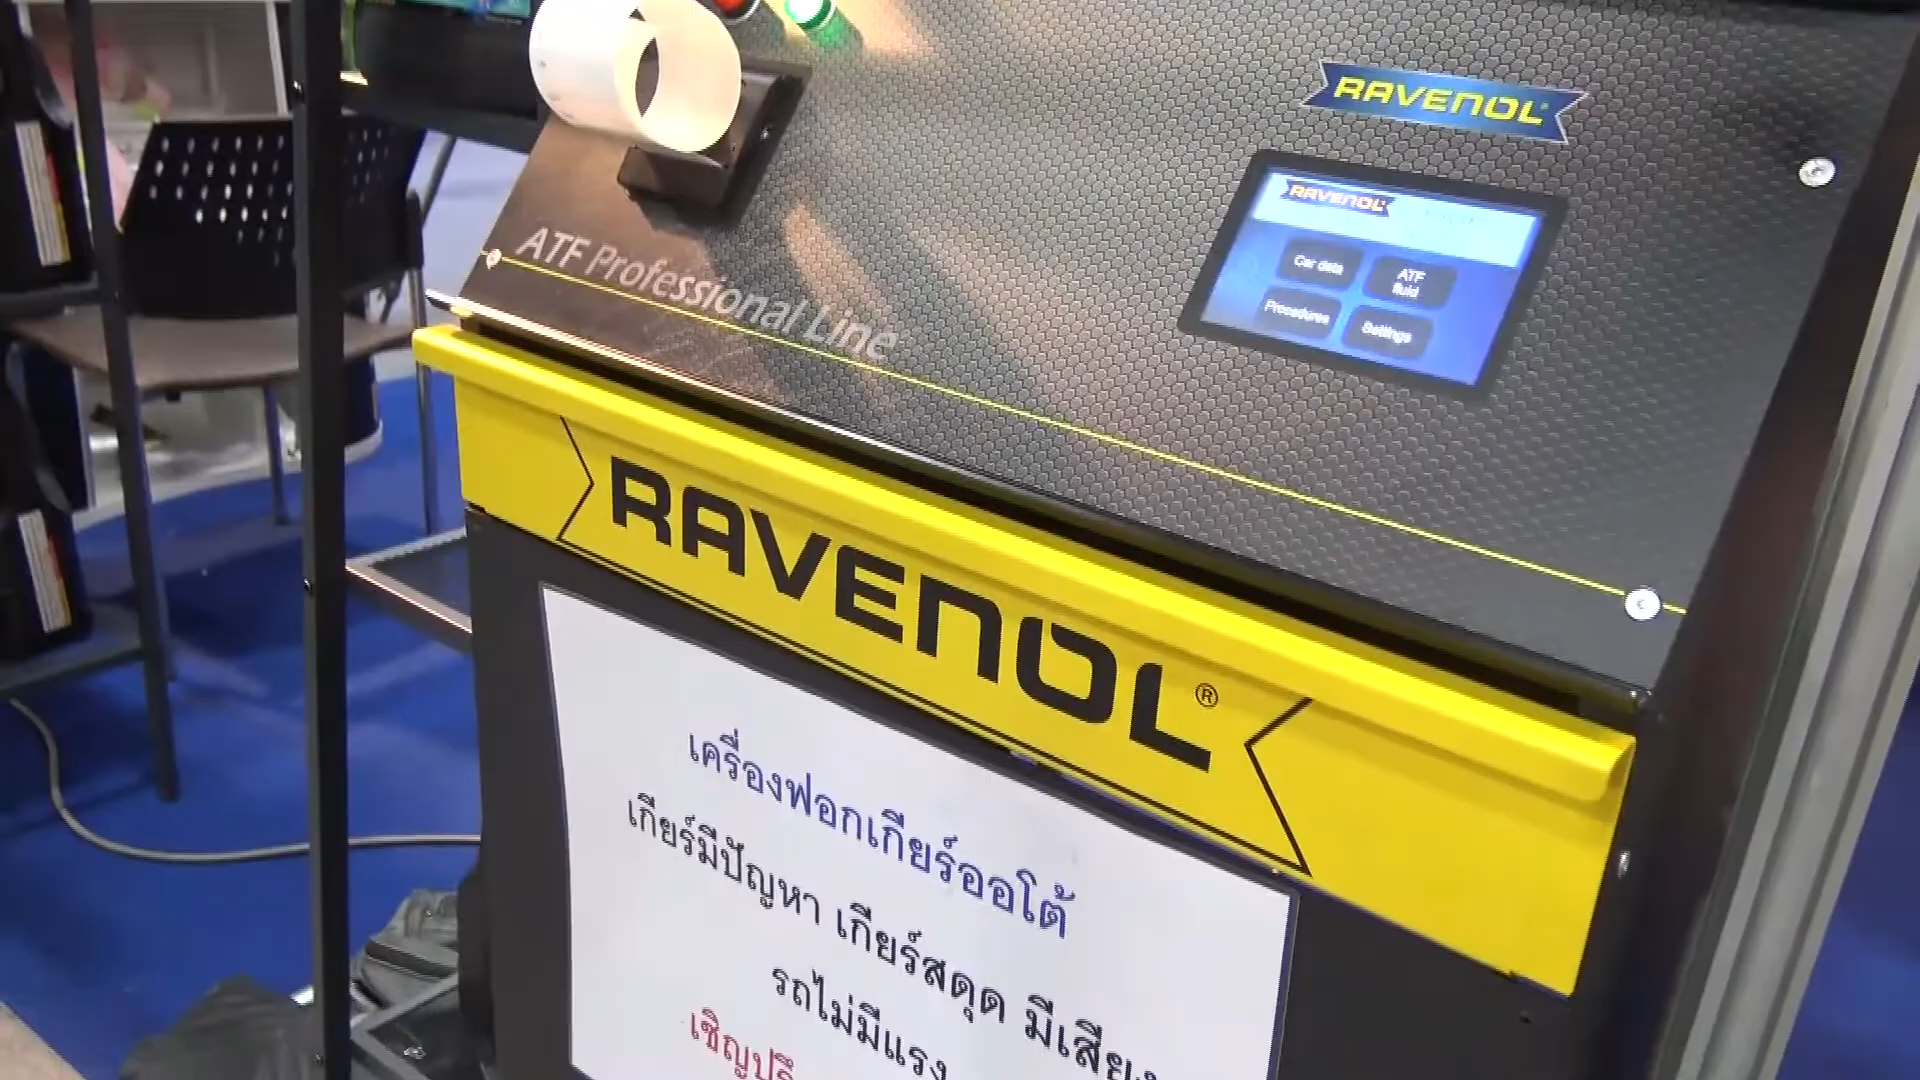 RAVENOL®
RAVENOL
Car data
ATF fluid
Procedures
Settings
ATF Professional Line
RAVENOL®
เครื่องฟอกเกียร์ออโต้
เกียร์มีปัญหา เกียร์สดุด มีเสียง
รถไม่มีแรง